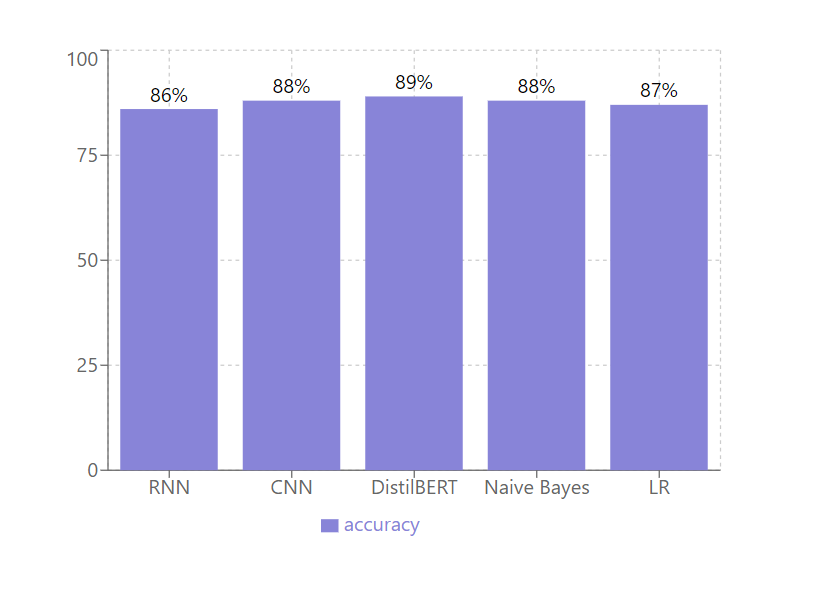 100
75
50
25
0
86%
88%
89%
88%
87%
RNN
CNN
DistilBERT
Naive Bayes
LR
accuracy